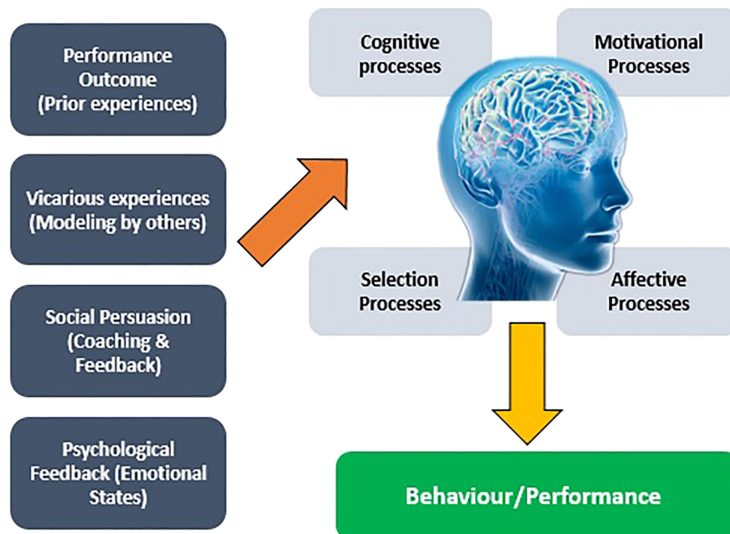 Performance
Outcome
(Prior experiences)
Vicarious experiences
(Modeling by others)
Social Persuasion
(Coaching &
Feedback)
Psychological
Feedback (Emotional
States)
Cognitive
processes
Motivational
Processes
Selection
Processes
Affective
Processes
Behaviour/Performance